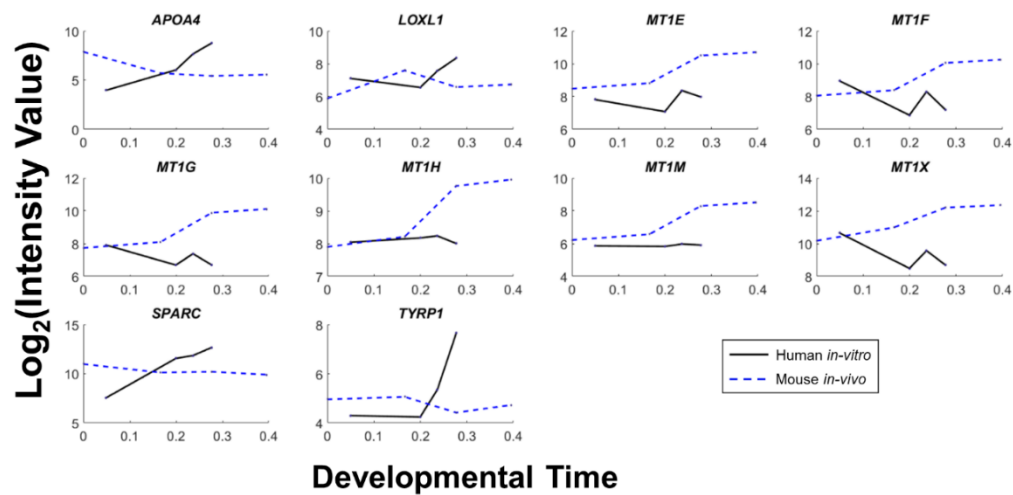 Log2(Intensity Value)
APOA4
10
5
0
0 0.1 0.2 0.3 0.4
LOXL1
10
8
6
4
0 0.1 0.2 0.3 0.4
MT1E
12
10
8
6
0 0.1 0.2 0.3 0.4
MT1F
12
10
8
6
0 0.1 0.2 0.3 0.4
MT1G
12
10
8
6
0 0.1 0.2 0.3 0.4
MT1H
10
9
8
7
0 0.1 0.2 0.3 0.4
MT1M
10
8
6
4
0 0.1 0.2 0.3 0.4
MT1X
14
12
10
8
0 0.1 0.2 0.3 0.4
SPARC
15
10
5
0 0.1 0.2 0.3 0.4
TYRP1
8
6
4
0 0.1 0.2 0.3 0.4
Human in-vitro
Mouse in-vivo
Developmental Time